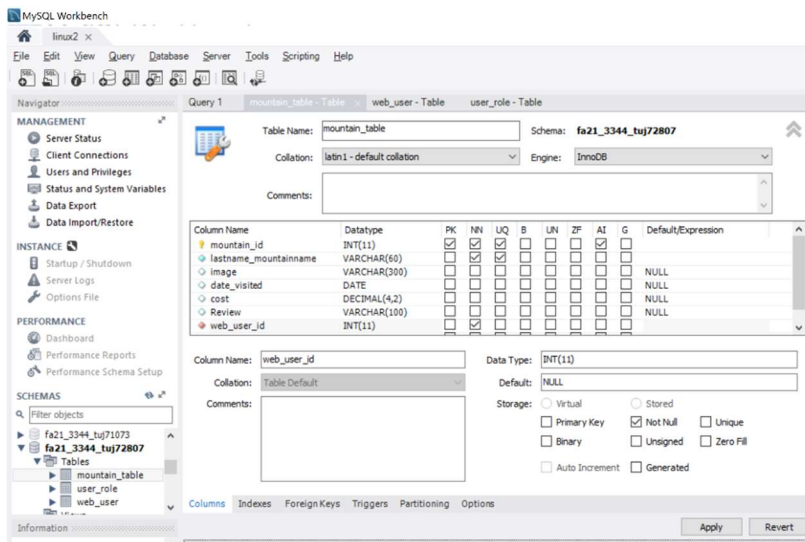 MySQL Workbench
linux2
File Edit View Query Database Server Tools Scripting Help
Navigator
MANAGEMENT
Server Status
Client Connections
Users and Privileges
Status and System Variables
Data Export
Data Import/Restore
INSTANCE
Startup / Shutdown
Server Logs
Options File
PERFORMANCE
Dashboard
Performance Reports
Performance Schema Setup
SCHEMAS
Filter objects
fa21_3344_tuj71073
fa21_3344_tuj72807
Tables
mountain_table
user_role
web_user
Information
Query 1 mountain_table - Table web_user - Table user_role - Table
Table Name: mountain_table Schema: fa21_3344_tuj72807
Collation: latin1 - default collation Engine: InnoDB
Comments:
Column Name Datatype PK NN UQ B UN ZF AI G Default/Expression
mountain_id INT(11)
lastname_mountainname VARCHAR(60)
image VARCHAR(300) NULL
date_visited DATE NULL
cost DECIMAL(4,2) NULL
Review VARCHAR(100) NULL
web_user_id INT(11)
Column Name: web_user_id Data Type: INT(11)
Collation: Table Default Default: NULL
Comments: Storage: Virtual Stored
Primary Key Not Null Unique
Binary Unsigned Zero Fill
Auto Increment Generated
Columns Indexes Foreign Keys Triggers Partitioning Options
Apply Revert